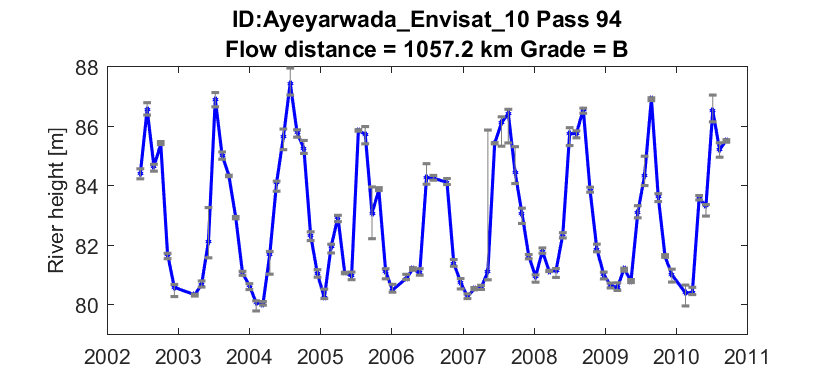 ID:Ayeyarwada_Envisat_10 Pass 94
Flow distance = 1057.2 km Grade = B
River height [m]
88
86
84
82
80
2002 2003 2004 2005 2006 2007 2008 2009 2010 2011